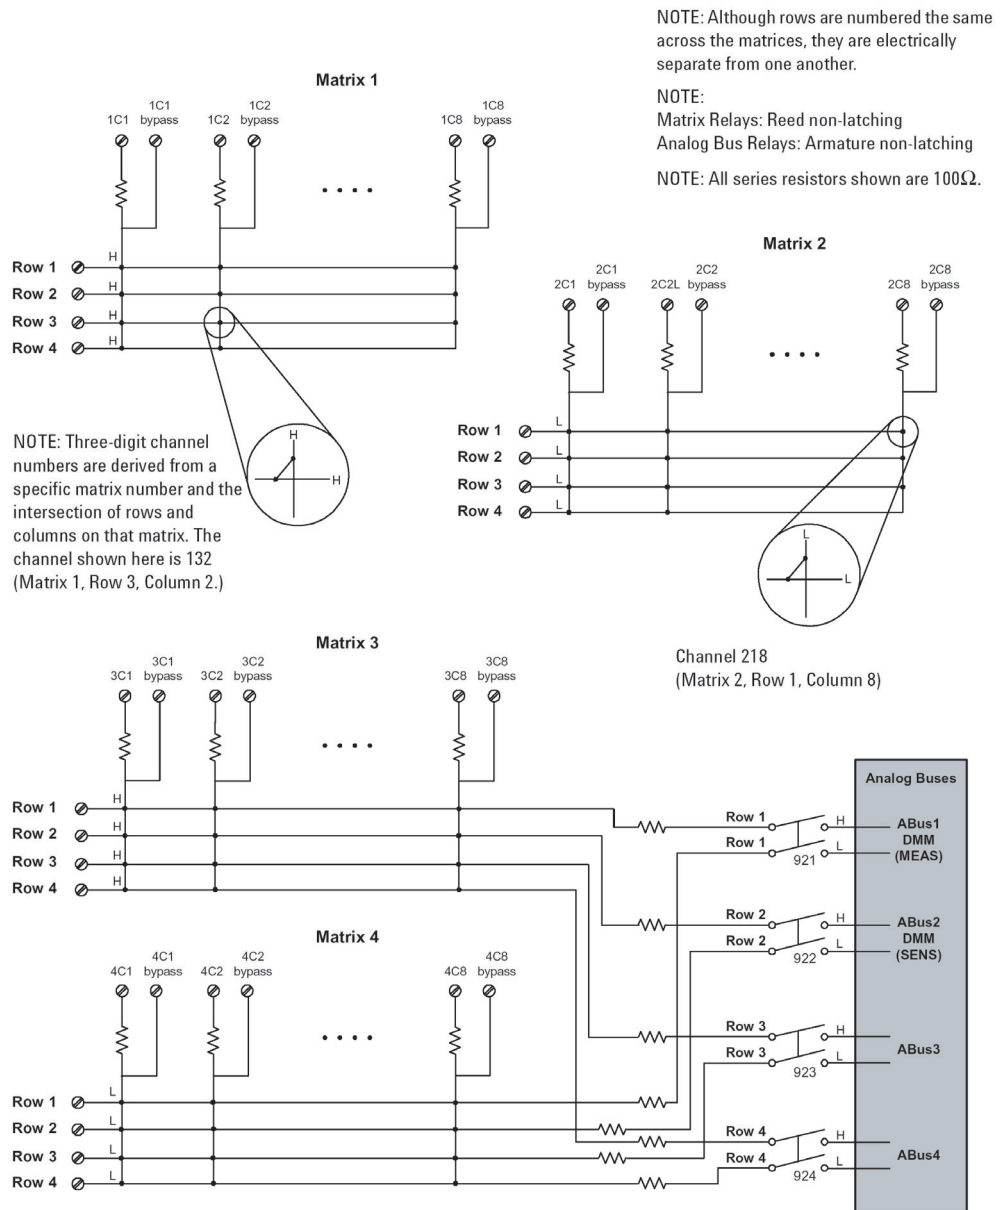 NOTE: Although rows are numbered the same
across the matrices, they are electrically
separate from one another.
NOTE:
Matrix Relays: Reed non-latching
Analog Bus Relays: Armature non-latching
NOTE: All series resistors shown are 100Ω.
Matrix 1
1C1
1C1 bypass
1C2
1C2 bypass
1C8
1C8 bypass
Row 1 H
Row 2 H
Row 3 H
Row 4 H
H
H
NOTE: Three-digit channel
numbers are derived from a
specific matrix number and the
intersection of rows and
columns on that matrix. The
channel shown here is 132
(Matrix 1, Row 3, Column 2.)
Matrix 2
2C1
2C1 bypass
2C2L
2C2 bypass
2C8
2C8 bypass
Row 1 L
Row 2 L
Row 3 L
Row 4 L
L
L
Channel 218
(Matrix 2, Row 1, Column 8)
Matrix 3
3C1
3C1 bypass
3C2
3C2 bypass
3C8
3C8 bypass
Row 1 H
Row 2 H
Row 3 H
Row 4 H
Matrix 4
4C1
4C1 bypass
4C2
4C2 bypass
4C8
4C8 bypass
Row 1 L
Row 2 L
Row 3 L
Row 4 L
Analog Buses
Row 1 H
Row 1 L
921
ABus1
DMM
(MEAS)
Row 2 H
Row 2 L
922
ABus2
DMM
(SENS)
Row 3 H
Row 3 L
923
ABus3
Row 4 H
Row 4 L
924
ABus4